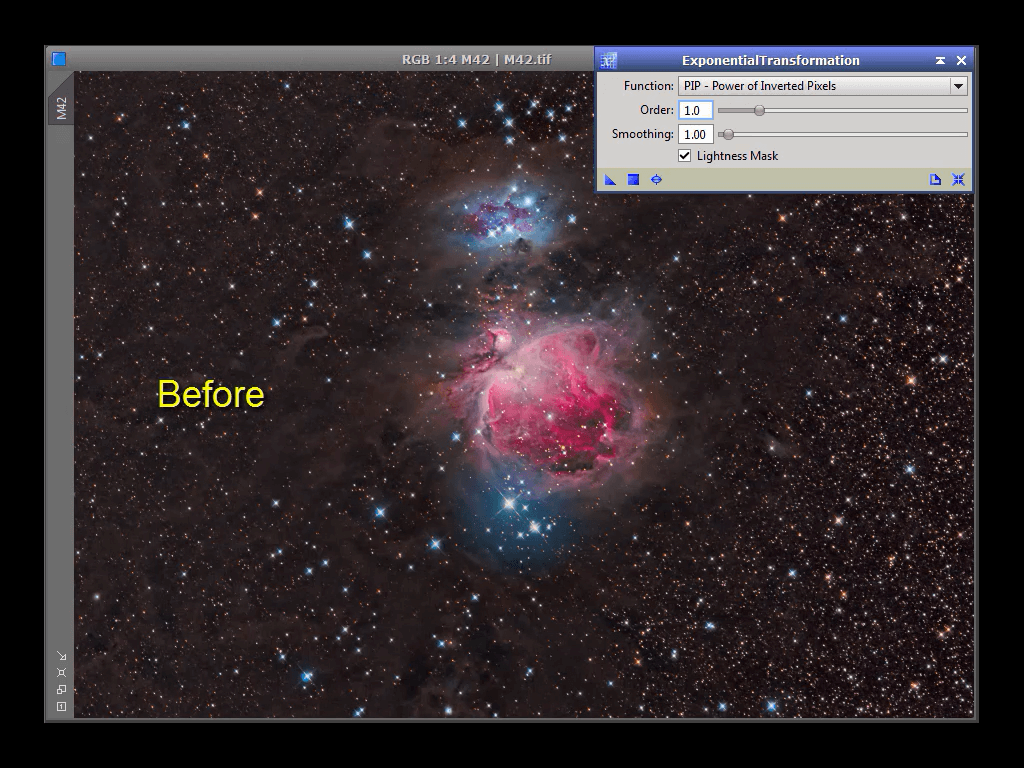 RGB 1:4 M42 | M42.tif
M42
ExponentialTransformation
Function: PIP - Power of Inverted Pixels
Order: 1.0
Smoothing: 1.00
Lightness Mask
Before